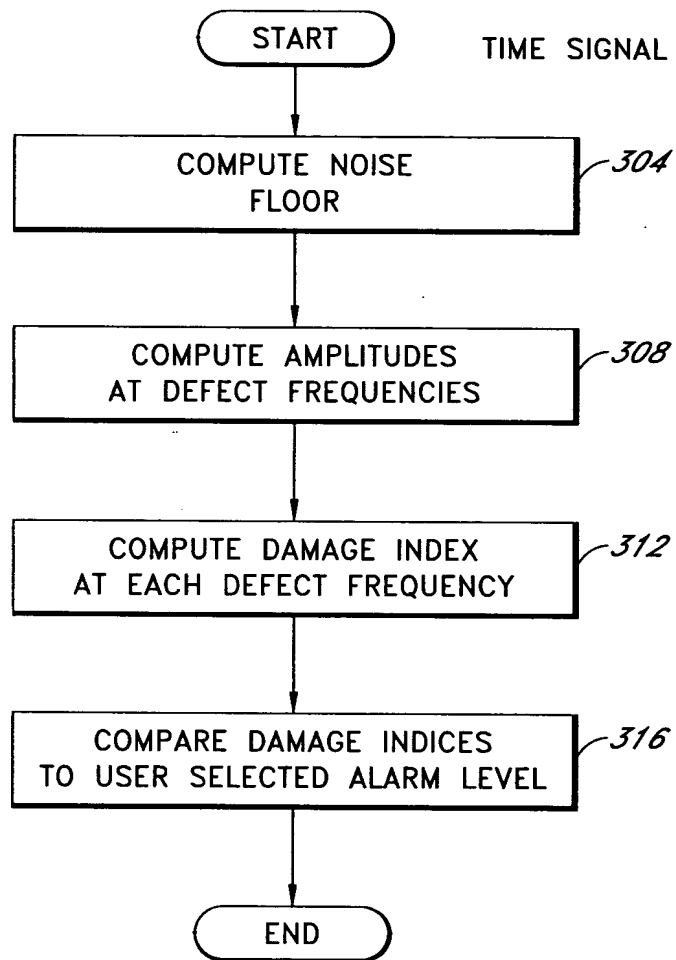 START
TIME SIGNAL
COMPUTE NOISE
FLOOR
304
COMPUTE AMPLITUDES
AT DEFECT FREQUENCIES
308
COMPUTE DAMAGE INDEX
AT EACH DEFECT FREQUENCY
312
COMPARE DAMAGE INDICES
TO USER SELECTED ALARM LEVEL
316
END